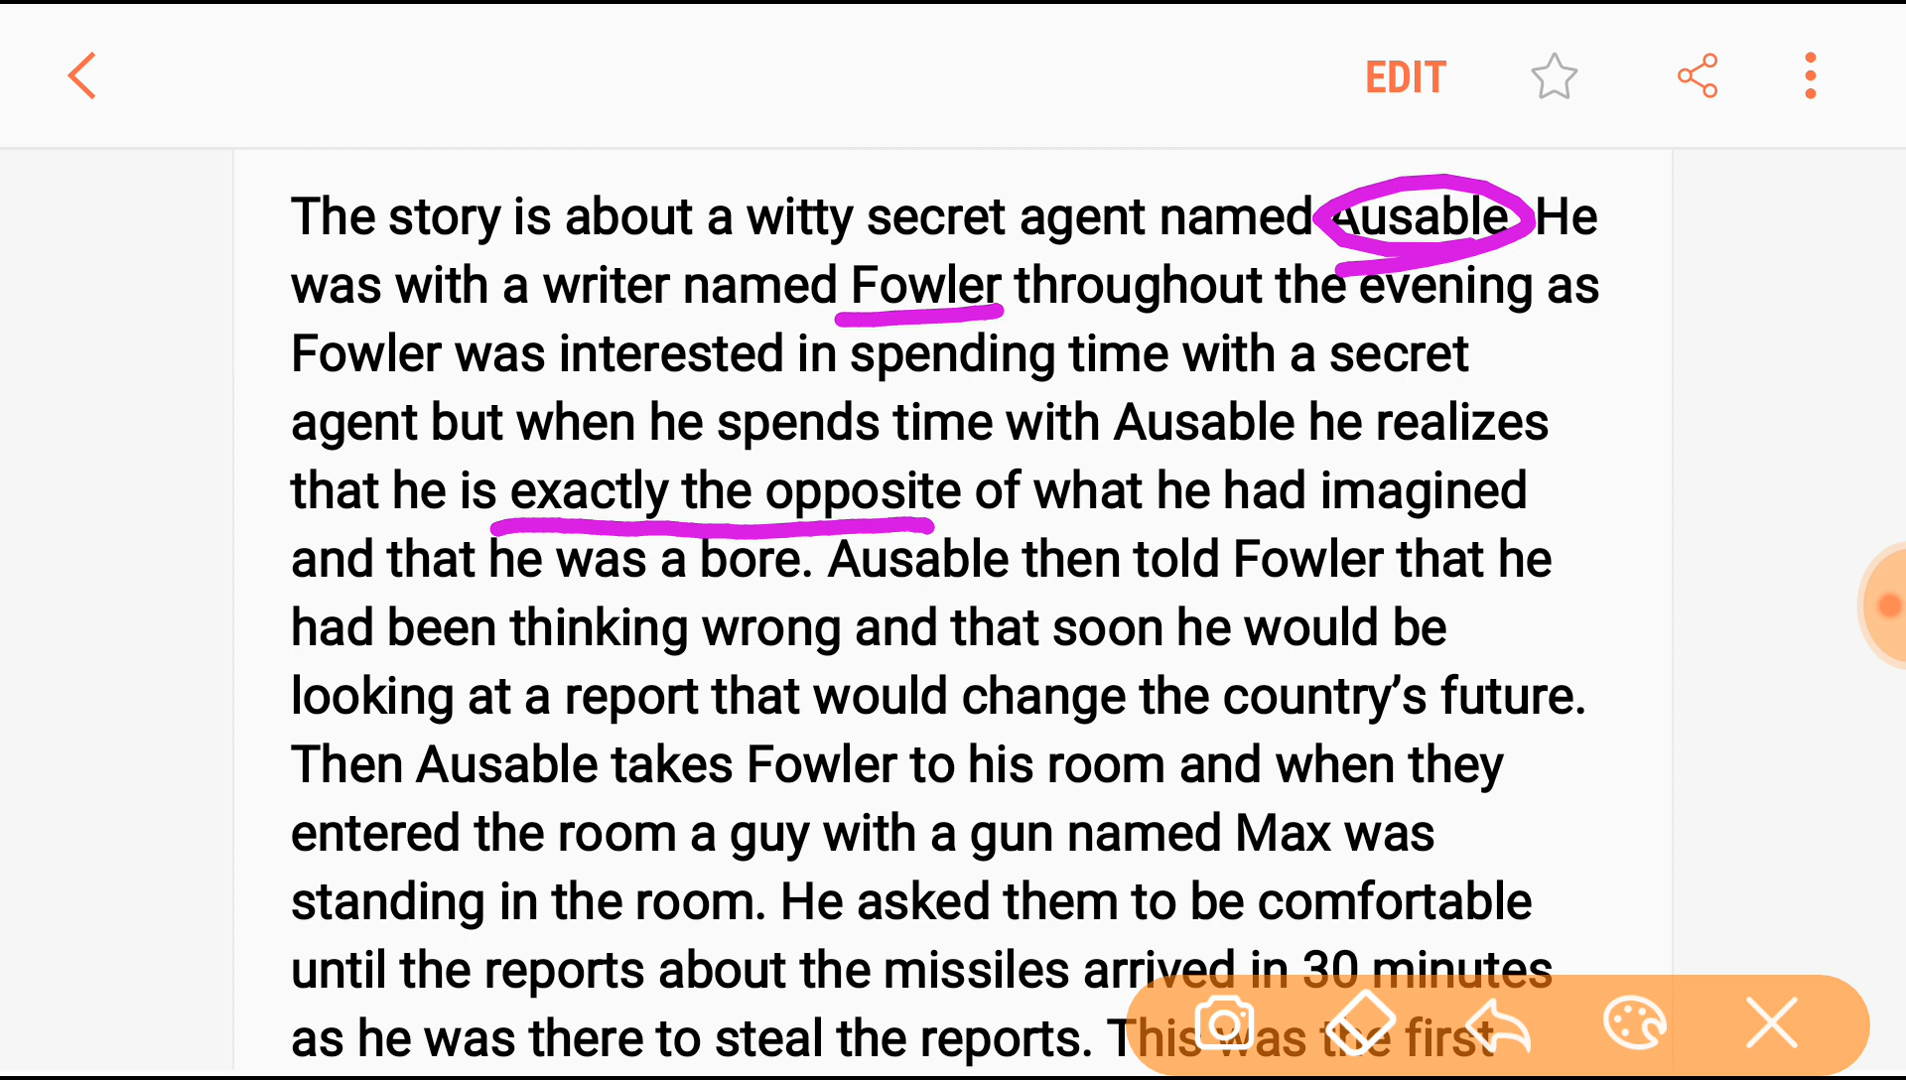 EDIT
The story is about a witty secret agent named Ausable He
was with a writer named Fowler throughout the evening as
Fowler was interested in spending time with a secret
agent but when he spends time with Ausable he realizes
that he is exactly the opposite of what he had imagined
and that he was a bore. Ausable then told Fowler that he
had been thinking wrong and that soon he would be
looking at a report that would change the country's future.
Then Ausable takes Fowler to his room and when they
entered the room a guy with a gun named Max was
standing in the room. He asked them to be comfortable
until the reports about the missiles arrived in 30 minutes
as he was there to steal the reports. This was the first